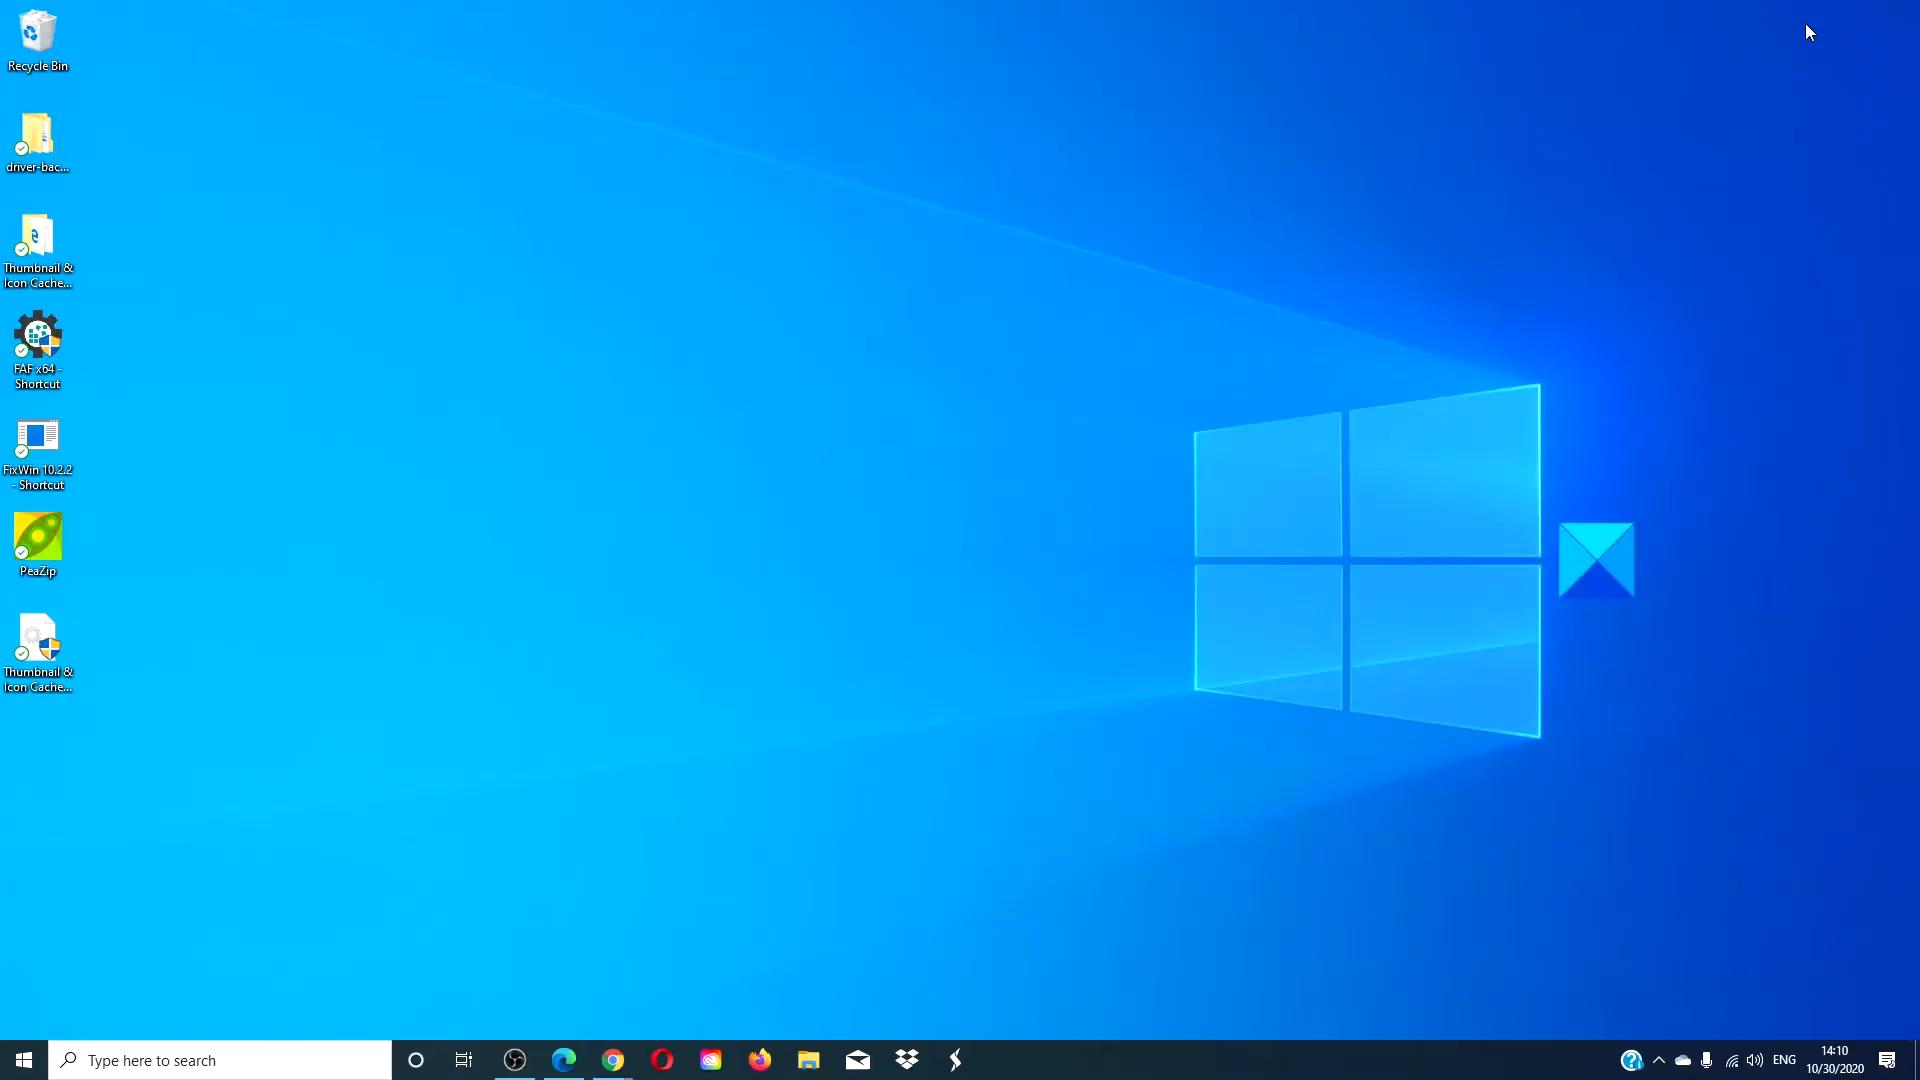 Recycle Bin
driver-bac...
Thumbnail &
Icon Cache...
FAF x64 -
Shortcut
FixWin 10.2.2
- Shortcut
PeaZip
Thumbnail &
Icon Cache...
Type here to search
ENG
14:10
10/30/2020